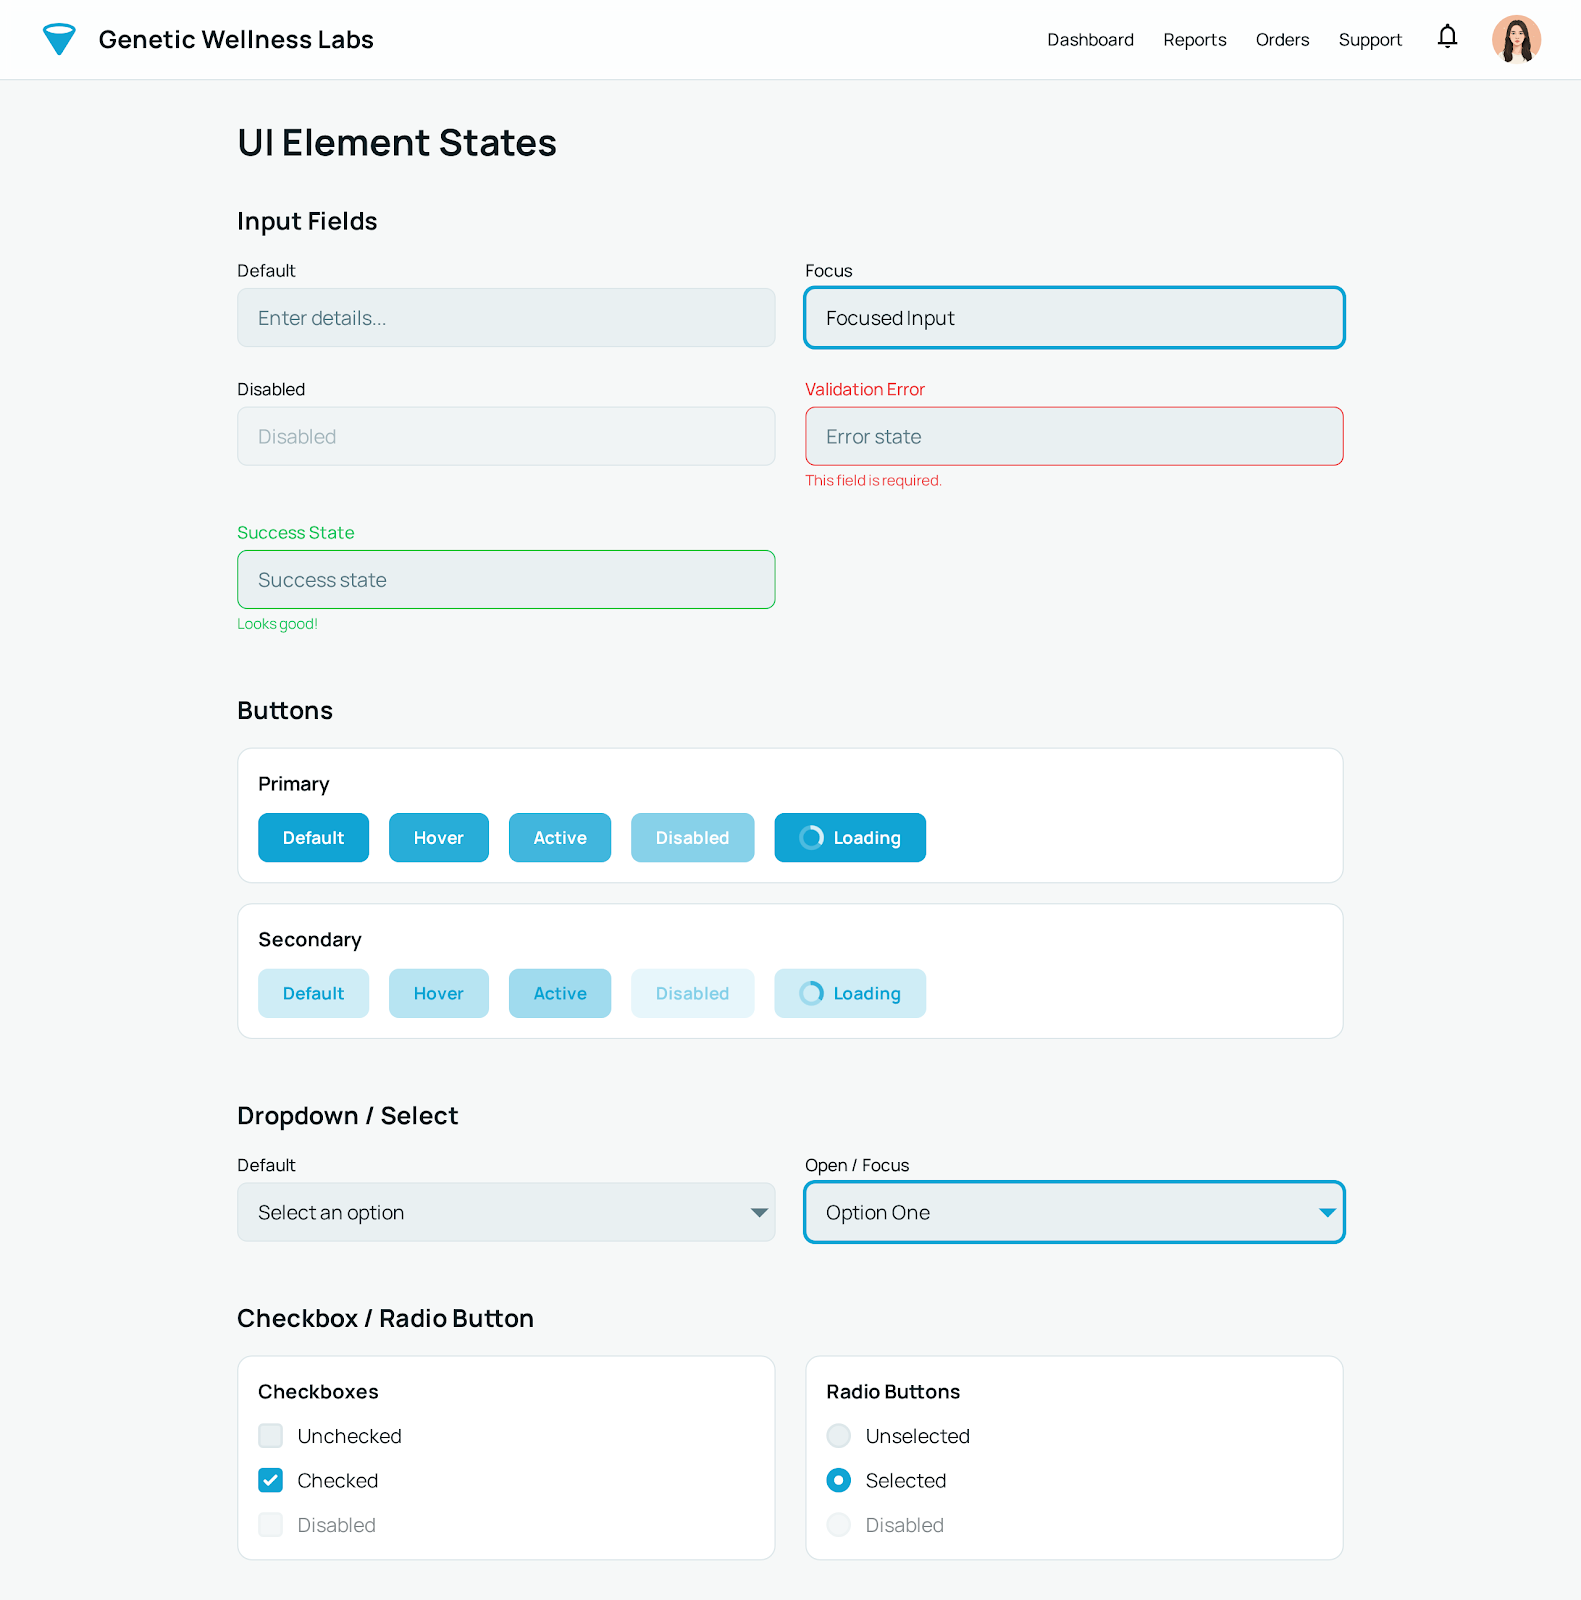 Genetic Wellness Labs
Dashboard Reports Orders Support
UI Element States
Input Fields
Default
Enter details...
Focus
Focused Input
Disabled
Disabled
Validation Error
Error state
This field is required.
Success State
Success state
Looks good!
Buttons
Primary
Default Hover Active Disabled Loading
Secondary
Default Hover Active Disabled Loading
Dropdown / Select
Default
Select an option
Open / Focus
Option One
Checkbox / Radio Button
Checkboxes
Unchecked
Checked
Disabled
Radio Buttons
Unselected
Selected
Disabled